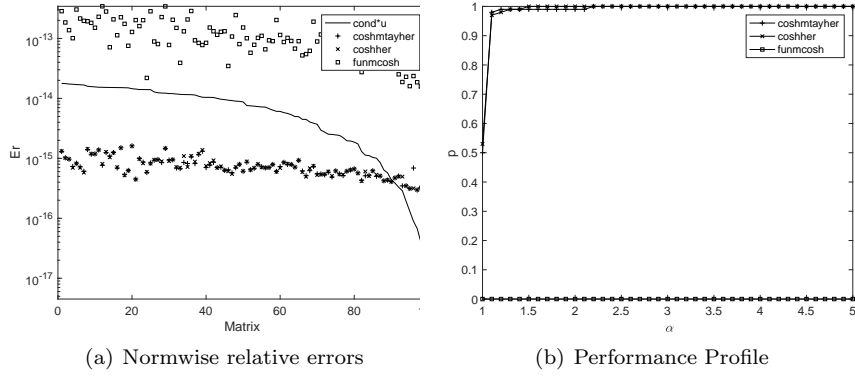 10^-13
10^-14
10^-15
10^-16
10^-17
Er
0
20
40
60
80
Matrix
cond*u
coshmtayher
coshher
funmcosh
(a) Normwise relative errors
1
0.9
0.8
0.7
0.6
0.5
0.4
0.3
0.2
0.1
0
p
1
1.5
2
2.5
3
3.5
4
4.5
5
α
coshmtayher
coshher
funmcosh
(b) Performance Profile